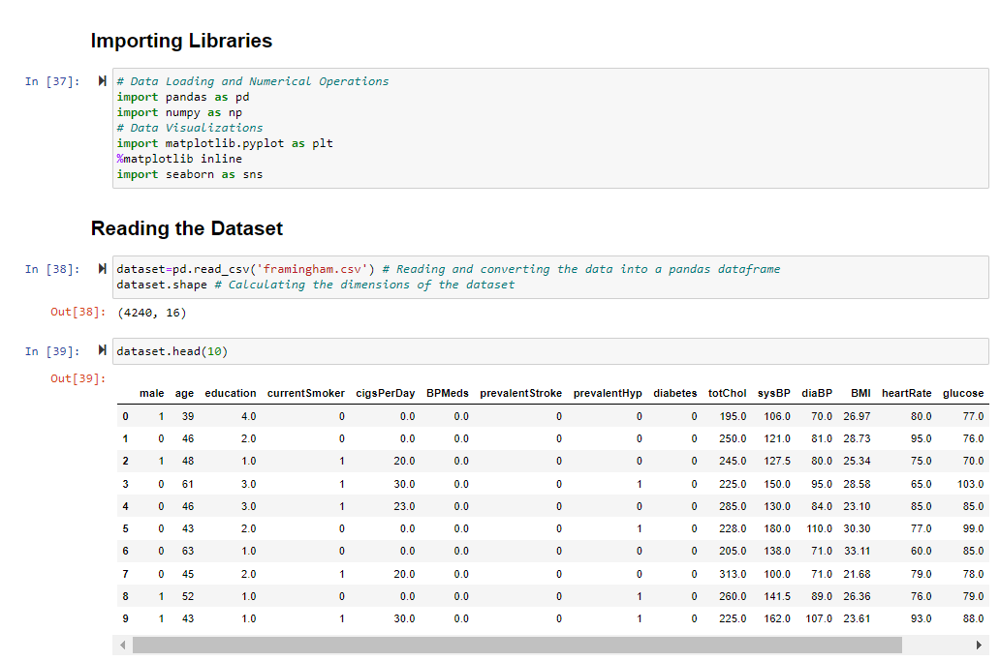 Importing Libraries
In [37]:
# Data Loading and Numerical Operations
import pandas as pd
import numpy as np
# Data Visualizations
import matplotlib.pyplot as plt
%matplotlib inline
import seaborn as sns
Reading the Dataset
In [38]:
dataset=pd.read_csv('framingham.csv') # Reading and converting the data into a pandas dataframe
dataset.shape # Calculating the dimensions of the dataset
Out[38]: (4240, 16)
In [39]: dataset.head(10)
Out[39]:
male age education currentSmoker cigsPerDay BPMeds prevalentStroke prevalentHyp diabetes totChol sysBP diaBP BMI heartRate glucose
0 1 39 4.0 0 0.0 0.0 0 0 0 195.0 106.0 70.0 26.97 80.0 77.0
1 0 46 2.0 0 0.0 0.0 0 0 0 250.0 121.0 81.0 28.73 95.0 76.0
2 1 48 1.0 1 20.0 0.0 0 0 0 245.0 127.5 80.0 25.34 75.0 70.0
3 0 61 3.0 1 30.0 0.0 0 1 0 225.0 150.0 95.0 28.58 65.0 103.0
4 0 46 3.0 1 23.0 0.0 0 0 0 285.0 130.0 84.0 23.10 85.0 85.0
5 0 43 2.0 0 0.0 0.0 0 1 0 228.0 180.0 110.0 30.30 77.0 99.0
6 0 63 1.0 0 0.0 0.0 0 0 0 205.0 138.0 71.0 33.11 60.0 85.0
7 0 45 2.0 1 20.0 0.0 0 0 0 313.0 100.0 71.0 21.68 79.0 78.0
8 1 52 1.0 0 0.0 0.0 0 1 0 260.0 141.5 89.0 26.36 76.0 79.0
9 1 43 1.0 1 30.0 0.0 0 1 0 225.0 162.0 107.0 23.61 93.0 88.0